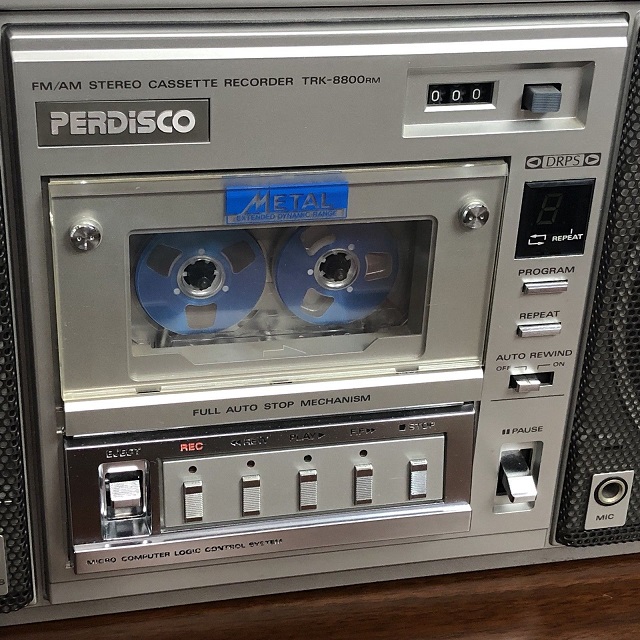 FM/AM STEREO CASSETTE RECORDER TRK-8800RM
000
PERDiSCO
DRPS
METAL
EXTENDED DYNAMIC RANGE
REPEAT
PROGRAM
REPEAT
AUTO REWIND
OFF ON
FULL AUTO STOP MECHANISM
PAUSE
EJECT REC REW PLAY F.F STOP
MIC
MICRO COMPUTER LOGIC CONTROL SYSTEM